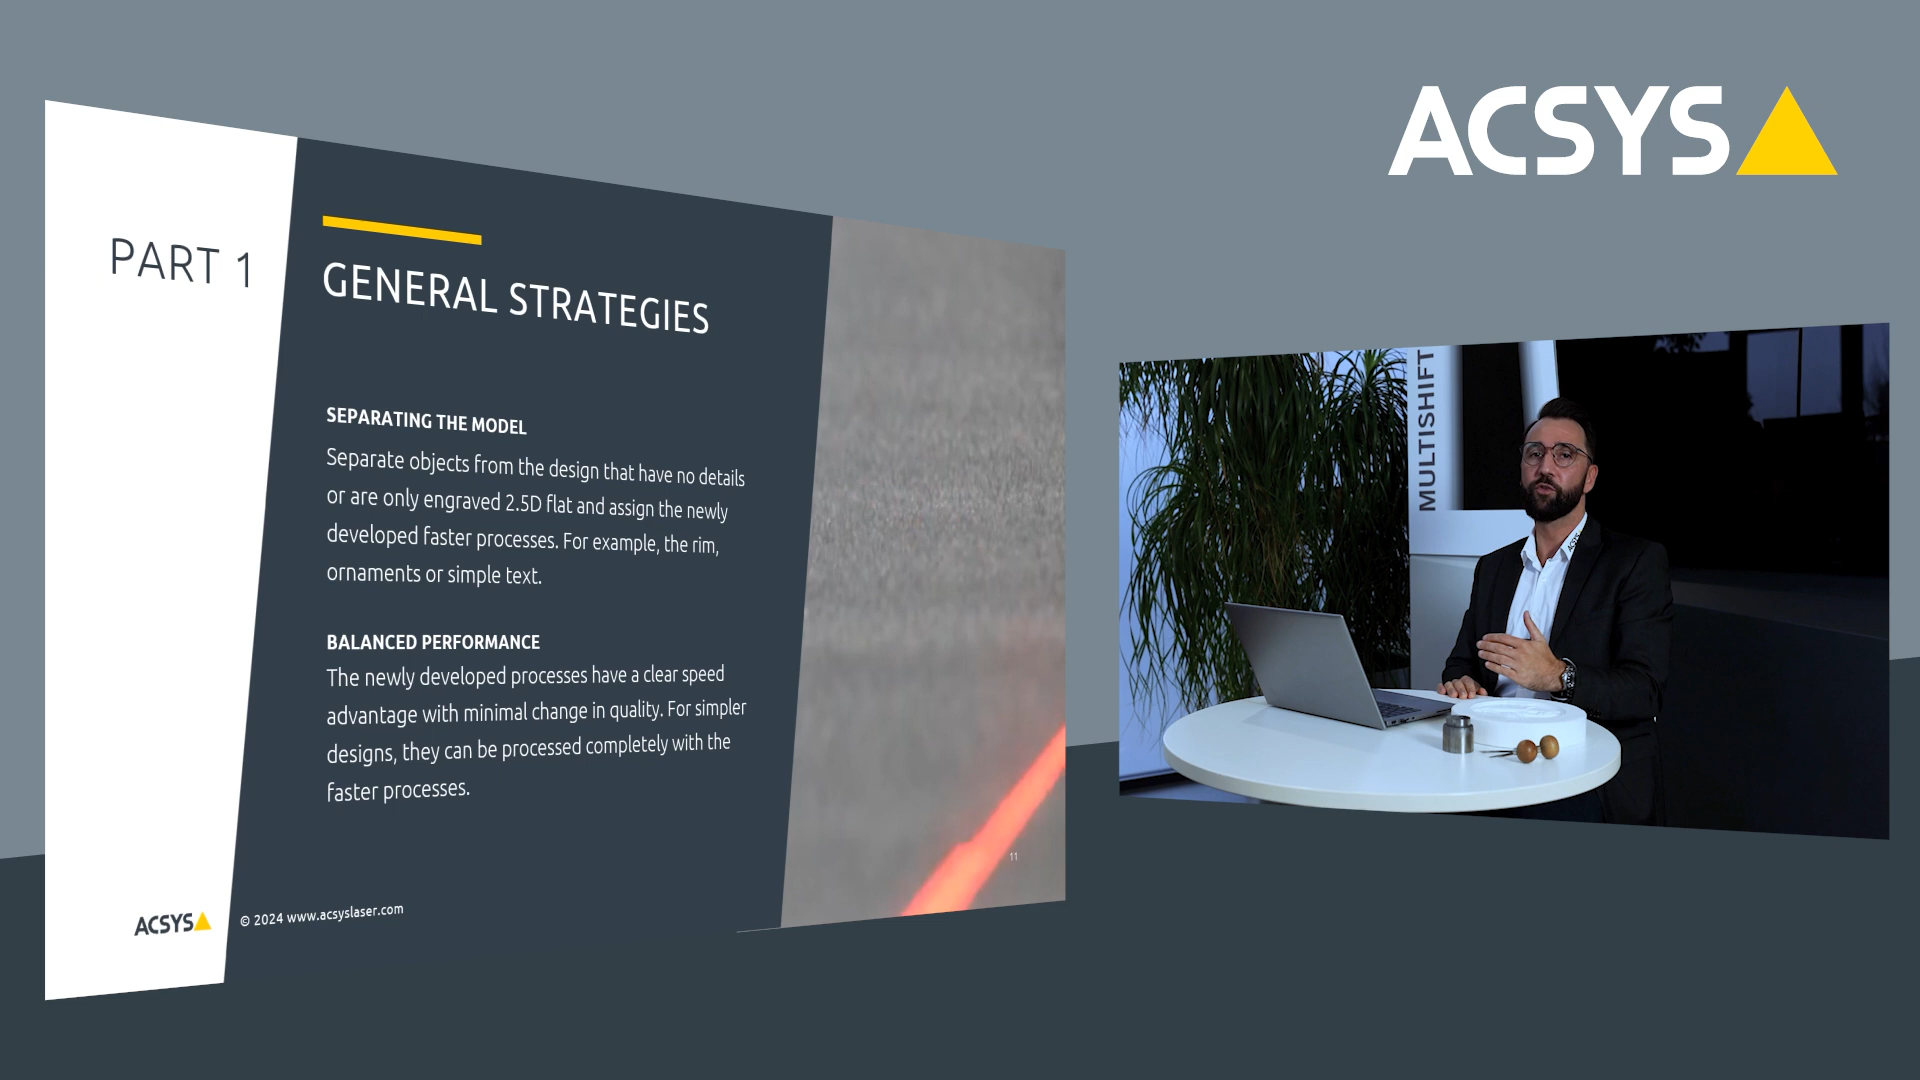 ACSYS
PART 1
GENERAL STRATEGIES
SEPARATING THE MODEL
Separate objects from the design that have no details
or are only engraved 2.5D flat and assign the newly
developed faster processes. For example, the rim,
ornaments or simple text.
BALANCED PERFORMANCE
The newly developed processes have a clear speed
advantage with minimal change in quality. For simpler
designs, they can be processed completely with the
faster processes.
11
ACSYS
© 2024 www.acsyslaser.com
MULTISHIFT
ACSYS